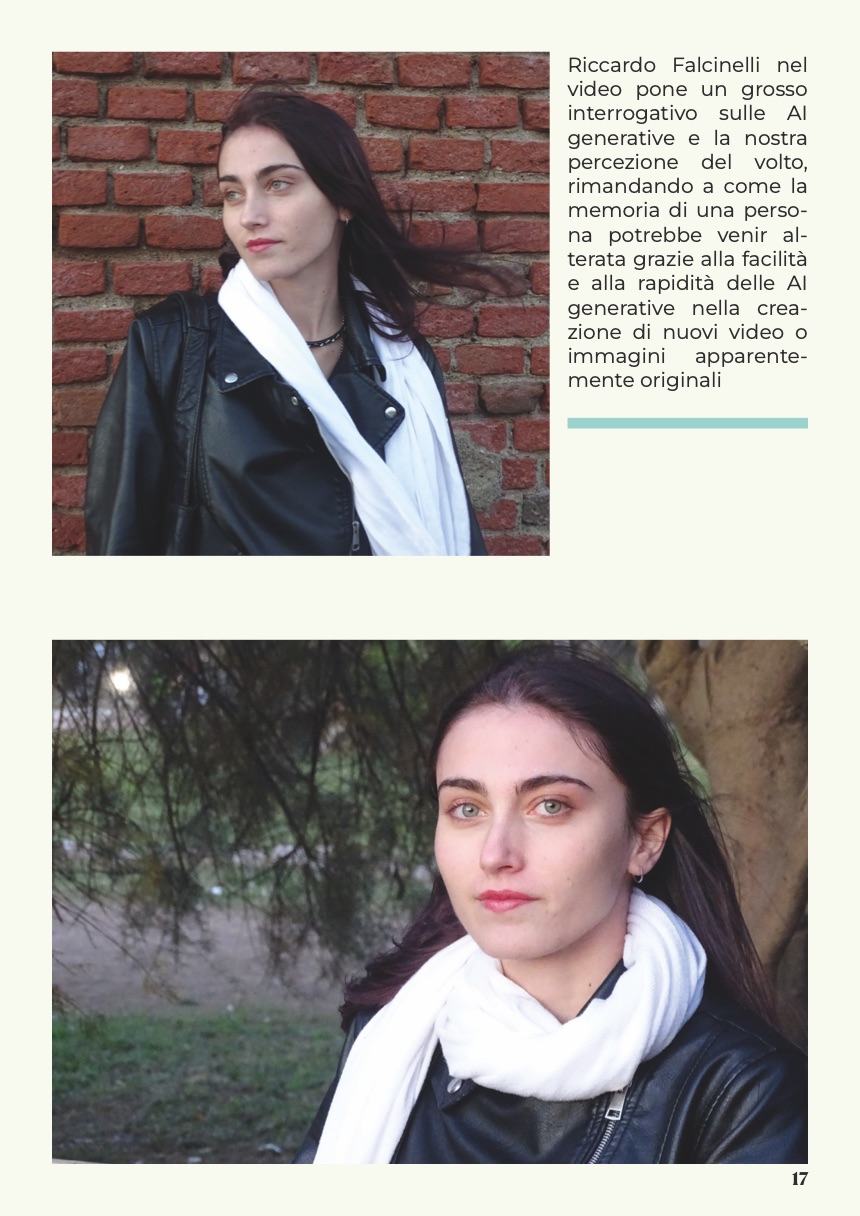 Riccardo Falcinelli nel
video pone un grosso
interrogativo sulle AI
generative e la nostra
percezione del volto,
rimandando a come la
memoria di una perso-
na potrebbe venir al-
terata grazie alla facilità
e alla rapidità delle AI
generative nella crea-
zione di nuovi video o
immagini apparente-
mente originali
17